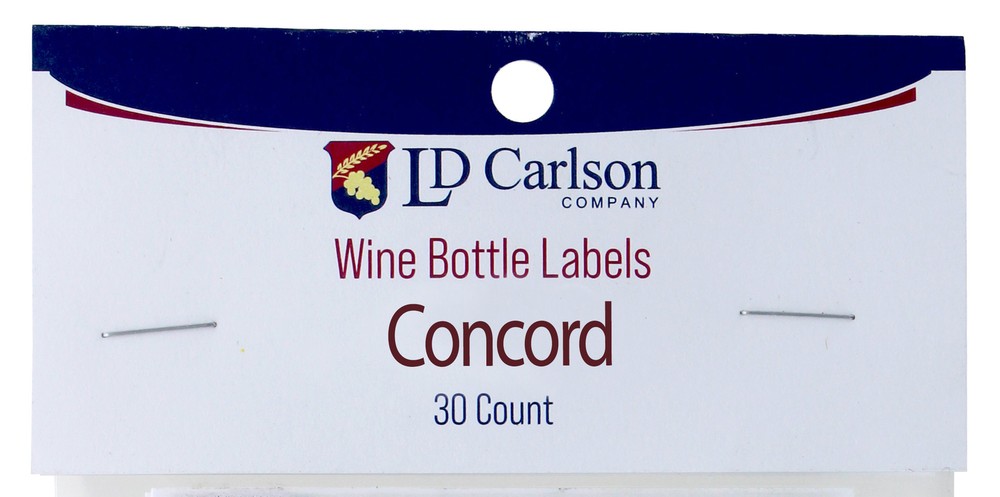 LD Carlson
COMPANY
Wine Bottle Labels
Concord
30 Count